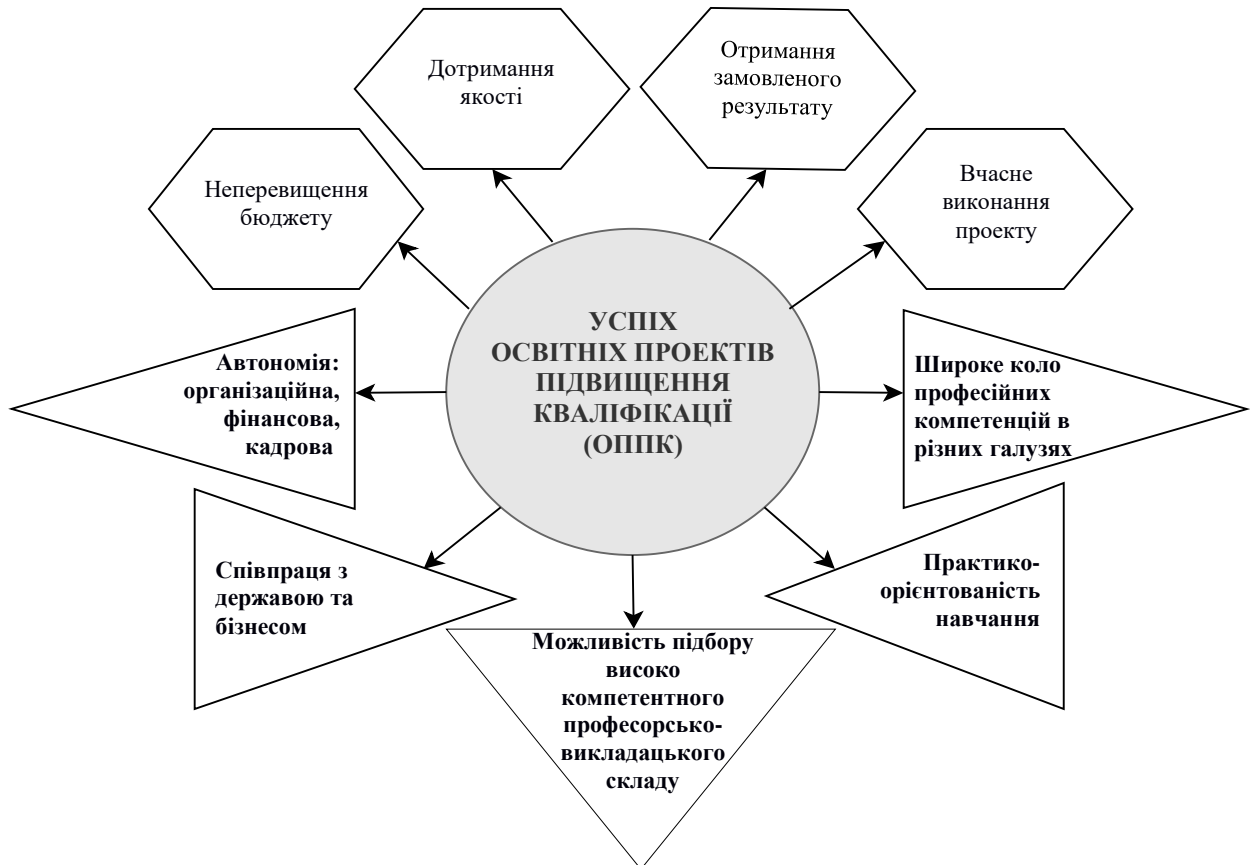 Дотримання
якості
Отримання
замовленого
результату
Неперевищення
бюджету
Вчасне
виконання
проекту
УСПІХ
ОСВІТНІХ ПРОЕКТІВ
ПІДВИЩЕННЯ
КВАЛІФІКАЦІЇ
(ОППК)
Автономія:
організаційна,
фінансова,
кадрова
Широке коло
професійних
компетенцій в
різних галузях
Співпраця з
державою та
бізнесом
Практико-
орієнтованість
навчання
Можливість підбору
високо
компетентного
професорсько-
викладацького
складу